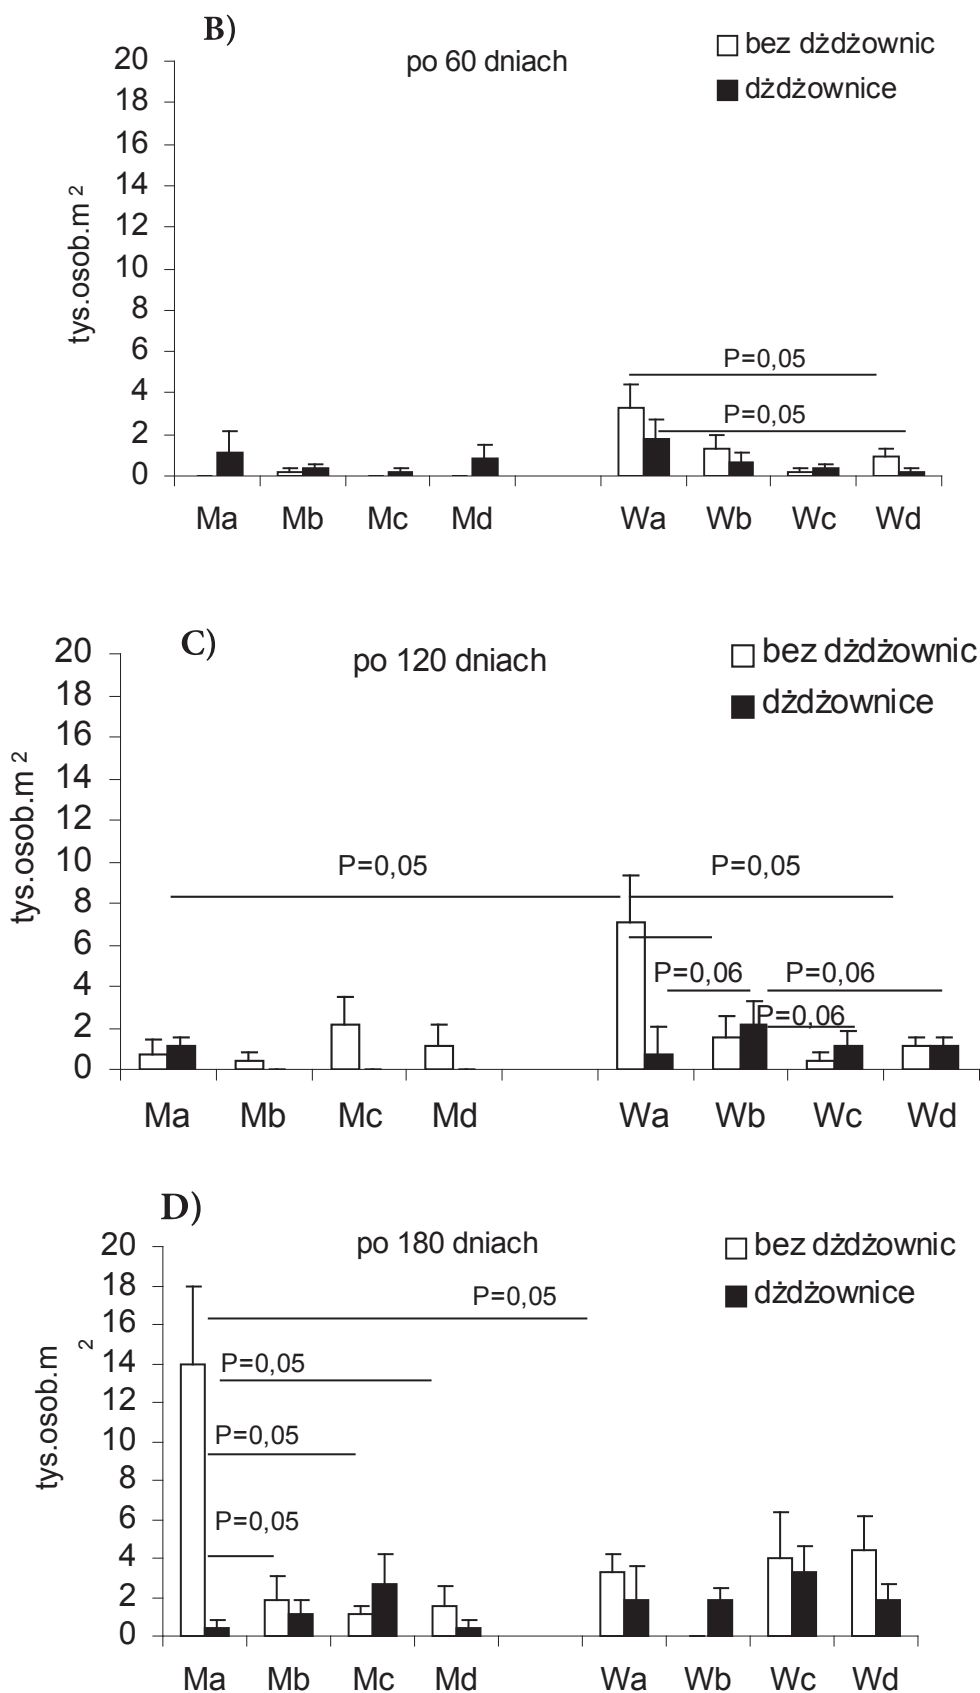 B)
po 60 dniach
bez dżdżownic
dżdżownice
tys.osob.m 2
20
18
16
14
12
10
8
6
4
2
0
P=0,05
P=0,05
Ma Mb Mc Md Wa Wb Wc Wd
C)
po 120 dniach
bez dżdżownic
dżdżownice
tys.osob.m 2
20
18
16
14
12
10
8
6
4
2
0
P=0,05 P=0,05
P=0,06 P=0,06
P=0,06
Ma Mb Mc Md Wa Wb Wc Wd
D)
po 180 dniach
bez dżdżownic
dżdżownice
tys.osob.m 2
20
18
16
14
12
10
8
6
4
2
0
P=0,05
P=0,05
P=0,05
P=0,05
Ma Mb Mc Md Wa Wb Wc Wd